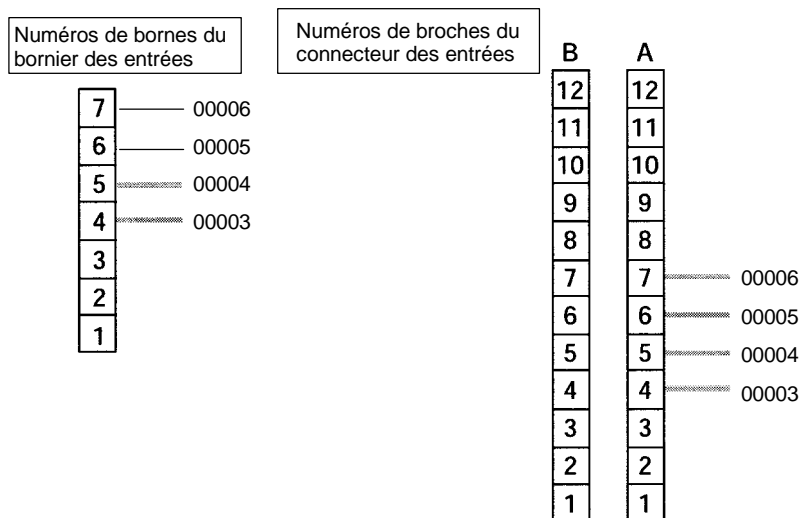 Numéros de bornes du
bornier des entrées
7 00006
6 00005
5 00004
4 00003
3
2
1
Numéros de broches du
connecteur des entrées
B A
12 12
11 11
10 10
9 9
8 8
7 7 00006
6 6 00005
5 5 00004
4 4 00003
3 3
2 2
1 1